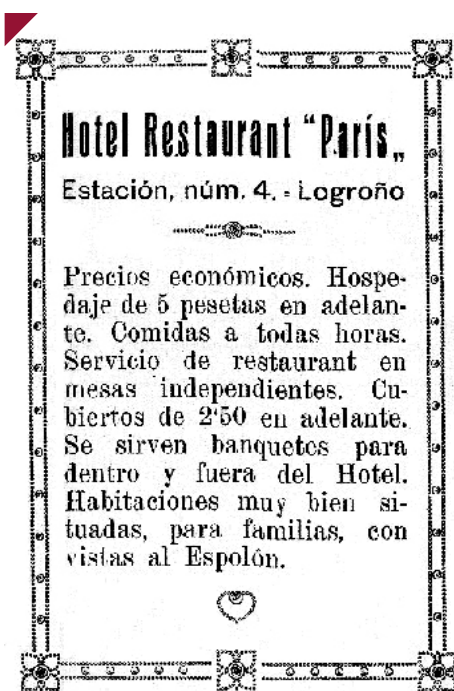 Hotel Restaurant “París„
Estación, núm. 4. - Logroño
Precios económicos. Hospe-
daje de 5 pesetas en adelan-
te. Comidas a todas horas.
Servicio de restaurant en
mesas independientes. Cu-
biertos de 2'50 en adelante.
Se sirven banquetes para
dentro y fuera del Hotel.
Habitaciones muy bien si-
tuadas, para familias, con
vistas al Espolón.